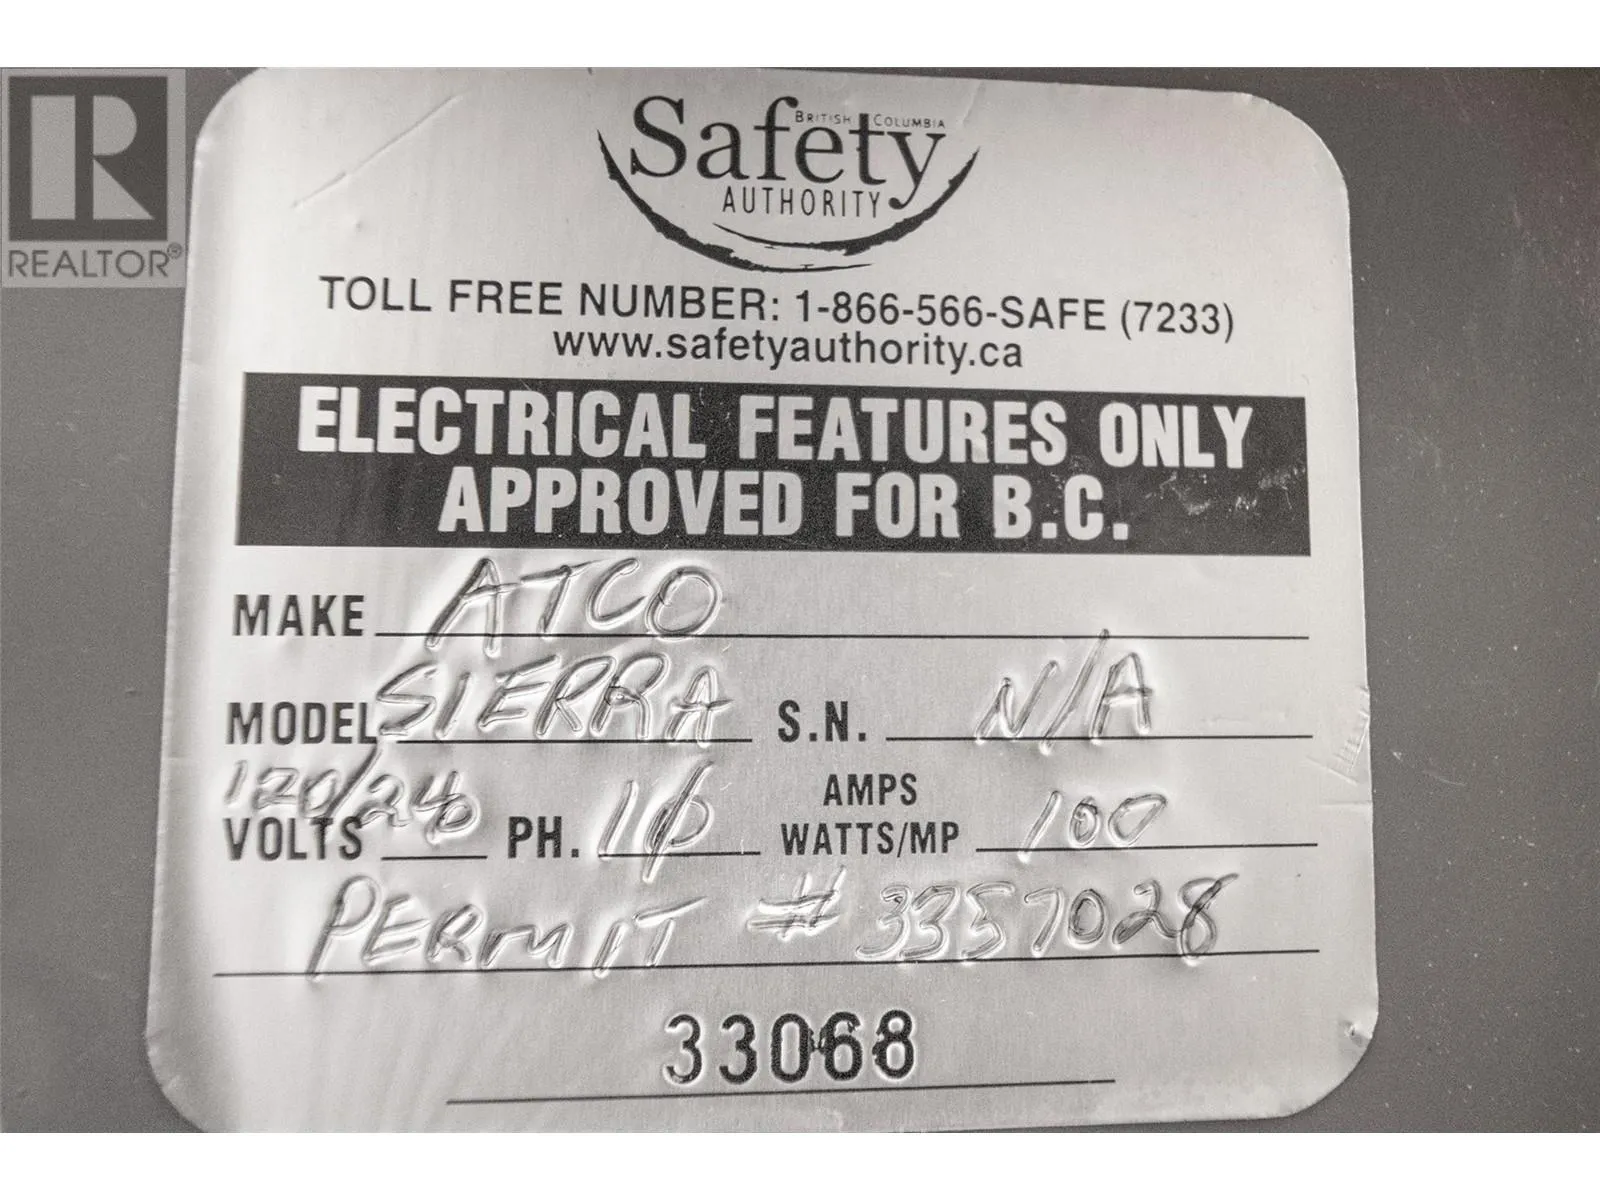 BRITISH COLUMBIA
Safety
AUTHORITY
REALTOR®
TOLL FREE NUMBER: 1-866-566-SAFE (7233)
www.safetyauthority.ca
ELECTRICAL FEATURES ONLY
APPROVED FOR B.C.
MAKE ATCO
MODEL SIERRA S.N. N/A
120/240
VOLTS PH. 1ϕ AMPS WATTS/MP 100
PERMIT # 3357028
33068